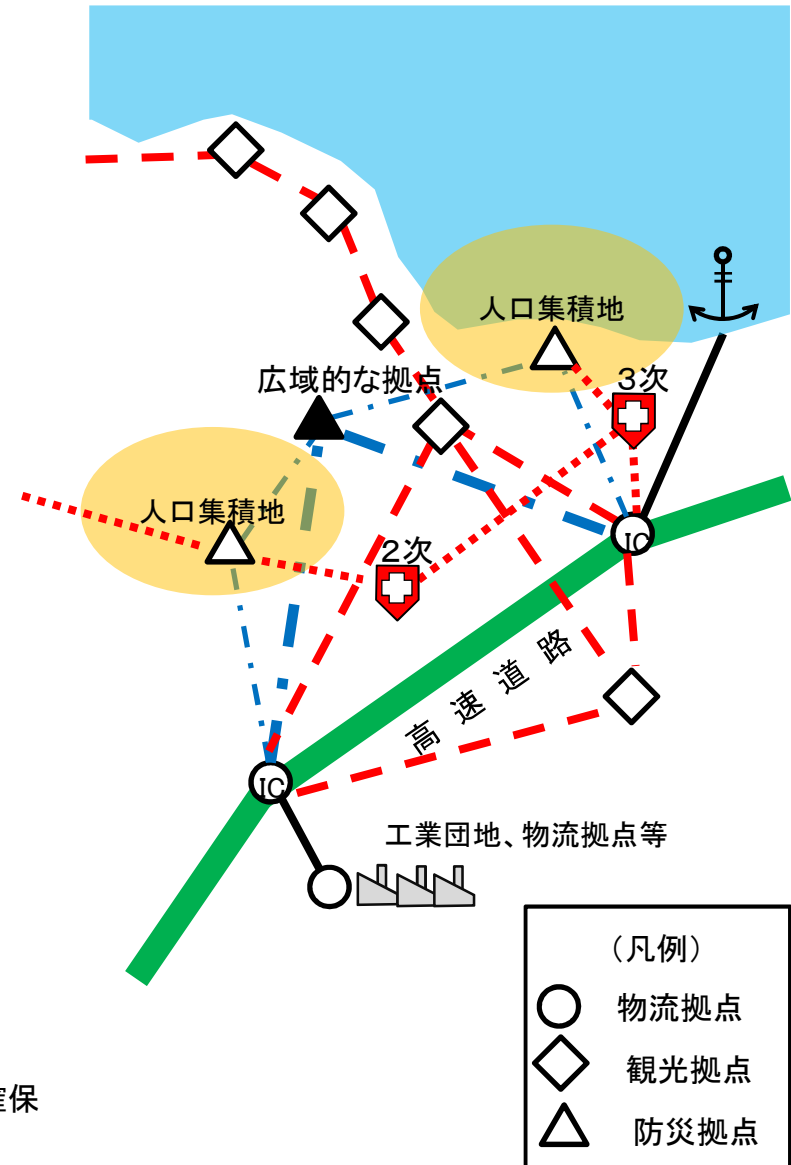 人口集積地
3次
広域的な拠点
人口集積地
2次
IC
高速道路
IC
工業団地、物流拠点等
（凡例）
物流拠点
観光拠点
防災拠点
確保